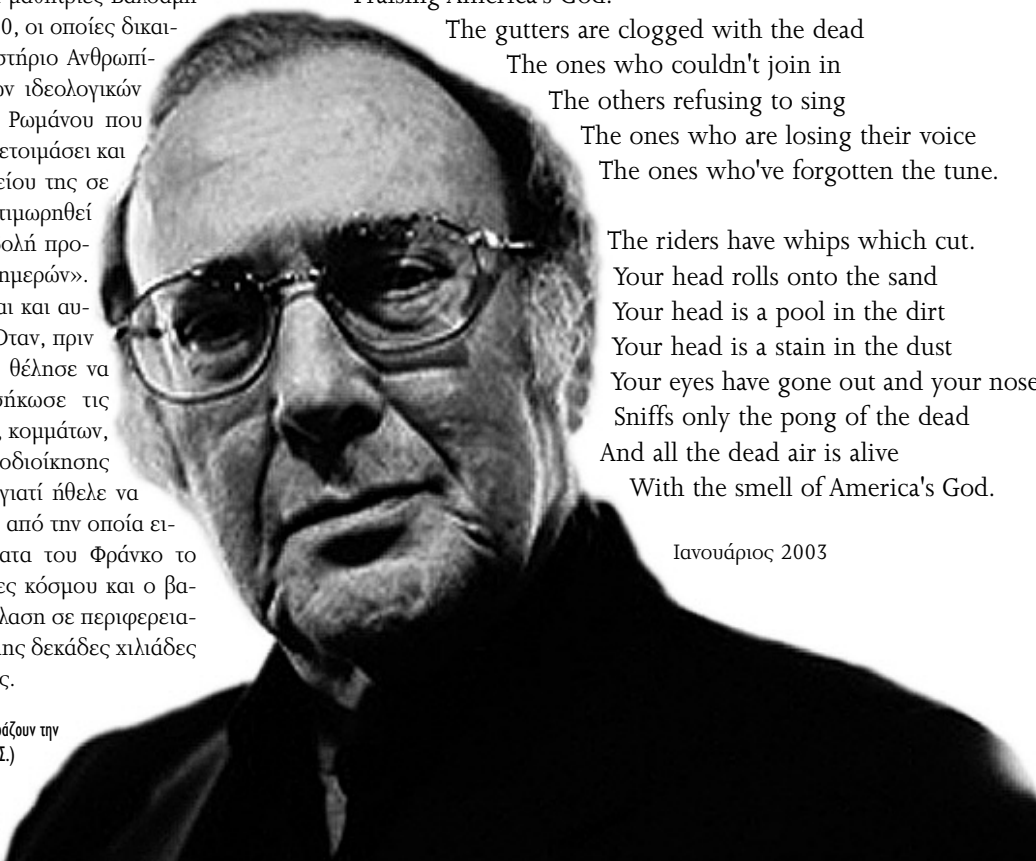 μαθήτριες Βαλδαμή
0, οι οποίες δικαι-
στήριο Ανθρωπί-
ων ιδεολογικών
Ρωμάνου που
ετοιμάσει και
είου της σε
τιμωρηθεί
ολή προ-
ημερών».
αι και αυ-
Όταν, πριν
θέλησε να
σήκωσε τις
, κομμάτων,
οδιοίκησης
γιατί ήθελε να
από την οποία ει-
ατα του Φράνκο το
ες κόσμου και ο βα-
λαση σε περιφερεια-
ης δεκάδες χιλιάδες
ς.
άζουν την
Σ.)
Praising America's God.
The gutters are clogged with the dead
The ones who couldn't join in
The others refusing to sing
The ones who are losing their voice
The ones who've forgotten the tune.
The riders have whips which cut.
Your head rolls onto the sand
Your head is a pool in the dirt
Your head is a stain in the dust
Your eyes have gone out and your nose
Sniffs only the pong of the dead
And all the dead air is alive
With the smell of America's God.
Ιανουάριος 2003